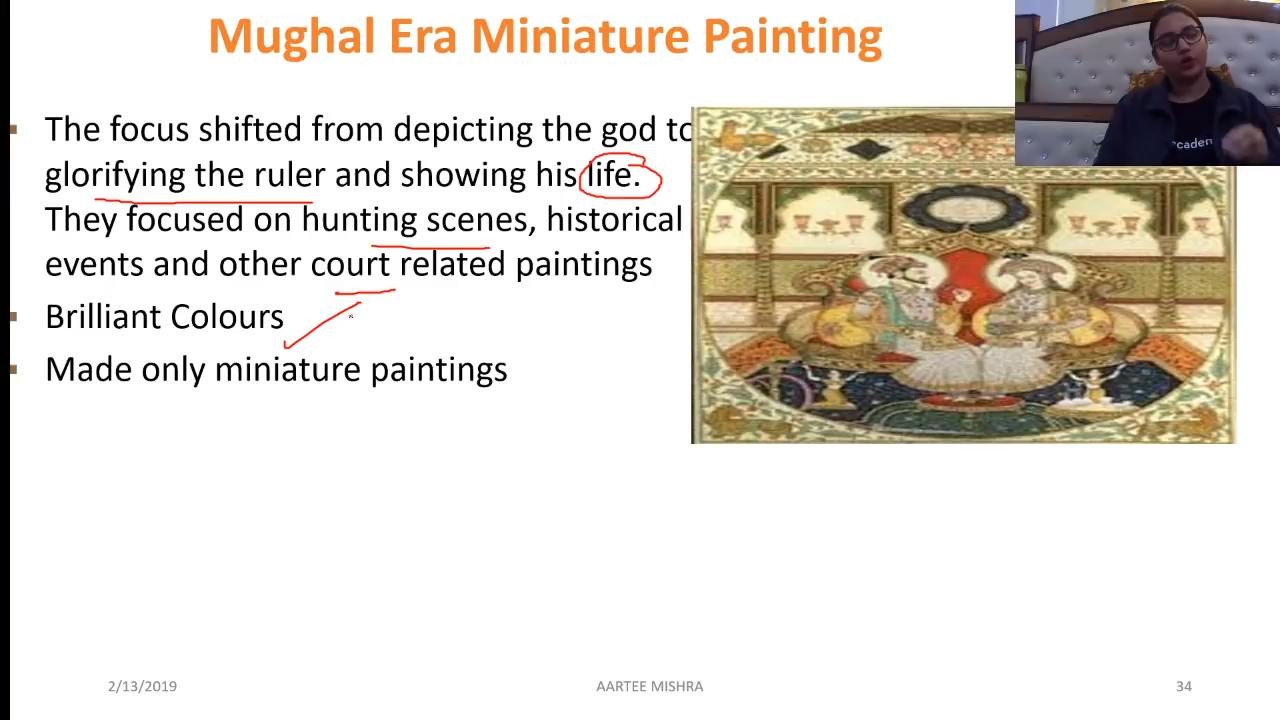 Mughal Era Miniature Painting
The focus shifted from depicting the god to
glorifying the ruler and showing his life.
They focused on hunting scenes, historical
events and other court related paintings
Brilliant Colours
Made only miniature paintings
cadem
2/13/2019
AARTEE MISHRA
34